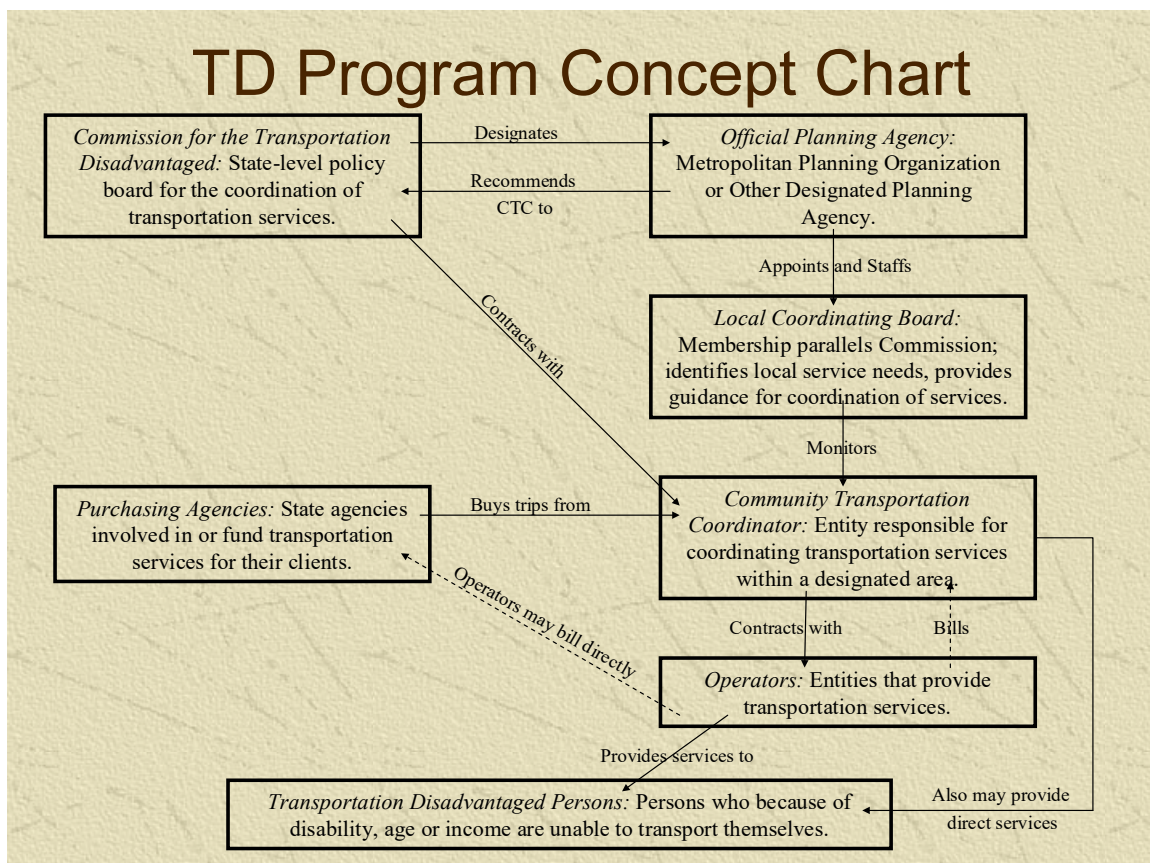 TD Program Concept Chart
Commission for the Transportation
Disadvantaged: State-level policy
board for the coordination of
transportation services.
Designates
Recommends
CTC to
Official Planning Agency:
Metropolitan Planning Organization
or Other Designated Planning
Agency.
Appoints and Staffs
Contracts with
Local Coordinating Board:
Membership parallels Commission;
identifies local service needs, provides
guidance for coordination of services.
Monitors
Purchasing Agencies: State agencies
involved in or fund transportation
services for their clients.
Buys trips from
Community Transportation
Coordinator: Entity responsible for
coordinating transportation services
within a designated area.
Operators may bill directly
Contracts with
Bills
Operators: Entities that provide
transportation services.
Provides services to
Transportation Disadvantaged Persons: Persons who because of
disability, age or income are unable to transport themselves.
Also may provide
direct services